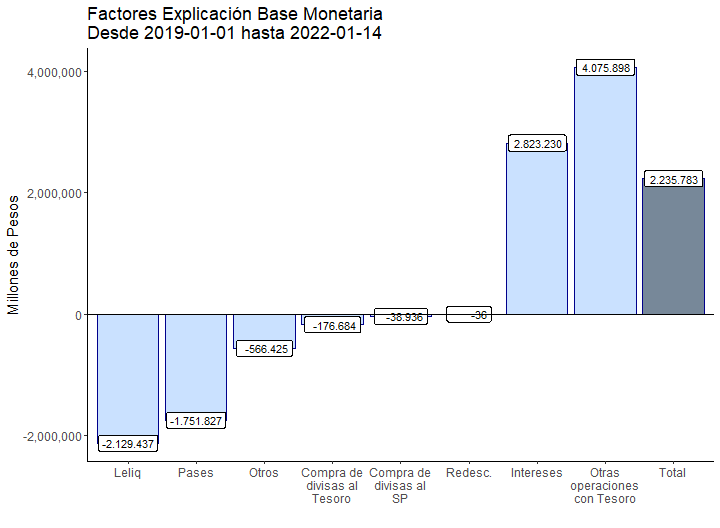 Factores Explicación Base Monetaria
Desde 2019-01-01 hasta 2022-01-14
Millones de Pesos
4,000,000
2,000,000
0
-2,000,000
-2.129.437
-1.751.827
-566.425
-176.684
-38.936
-36
2.823.230
4.075.898
2.235.783
Leliq
Pases
Otros
Compra de
divisas al
Tesoro
Compra de
divisas al
SP
Redesc.
Intereses
Otras
operaciones
con Tesoro
Total